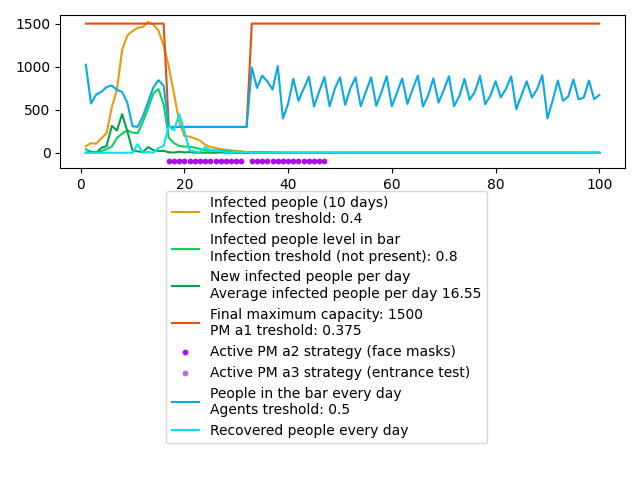 1500
1000
500
0
0 20 40 60 80 100
Infected people (10 days)
Infection treshold: 0.4
Infected people level in bar
Infection treshold (not present): 0.8
New infected people per day
Average infected people per day 16.55
Final maximum capacity: 1500
PM a1 treshold: 0.375
Active PM a2 strategy (face masks)
Active PM a3 strategy (entrance test)
People in the bar every day
Agents treshold: 0.5
Recovered people every day